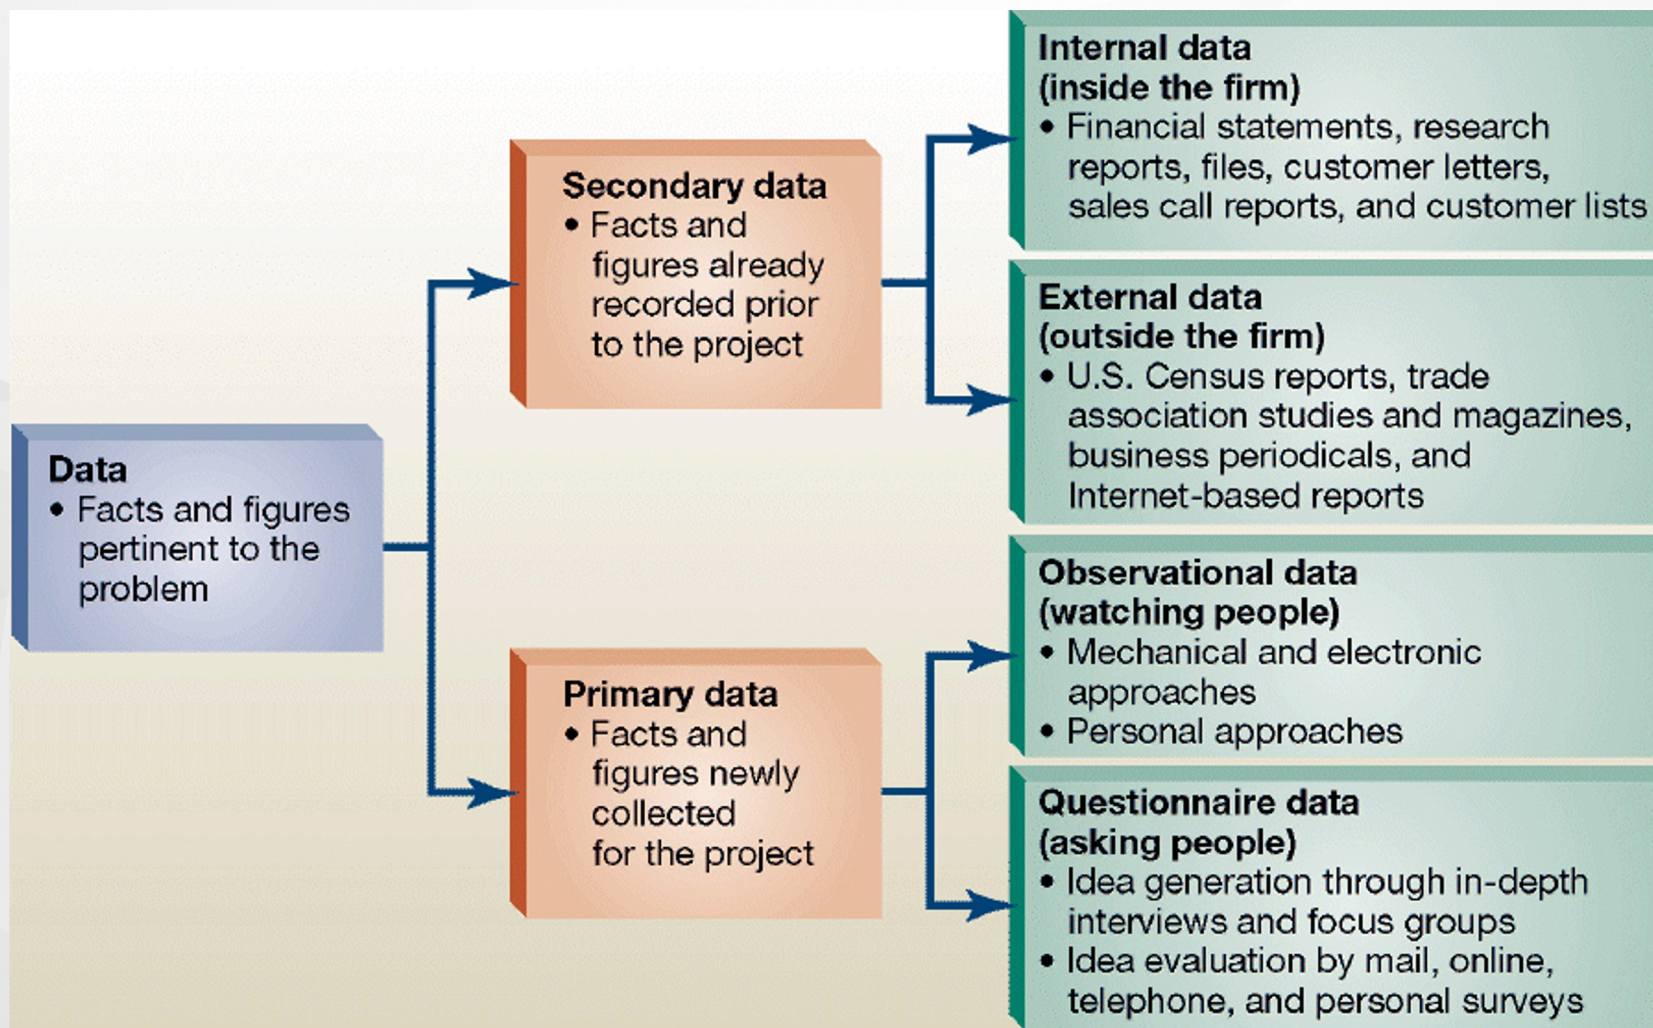 Data
• Facts and figures
pertinent to the
problem
Secondary data
• Facts and
figures already
recorded prior
to the project
Primary data
• Facts and
figures newly
collected
for the project
Internal data
(inside the firm)
• Financial statements, research
reports, files, customer letters,
sales call reports, and customer lists
External data
(outside the firm)
• U.S. Census reports, trade
association studies and magazines,
business periodicals, and
Internet-based reports
Observational data
(watching people)
• Mechanical and electronic
approaches
• Personal approaches
Questionnaire data
(asking people)
• Idea generation through in-depth
interviews and focus groups
• Idea evaluation by mail, online,
telephone, and personal surveys